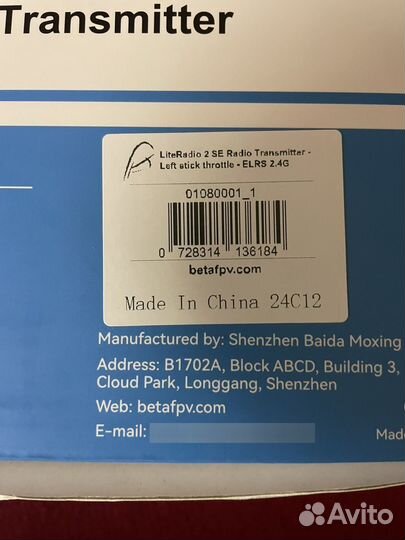 Transmitter
LiteRadio 2 SE Radio Transmitter -
Left stick throttle - ELRS 2.4G
01080001_1
0 728314 136184
betafpv.com
Made In China 24C12
Manufactured by: Shenzhen Baida Moxing
Address: B1702A, Block ABCD, Building 3,
Cloud Park, Longgang, Shenzhen
Web: betafpv.com
E-mail:
Made
Avito